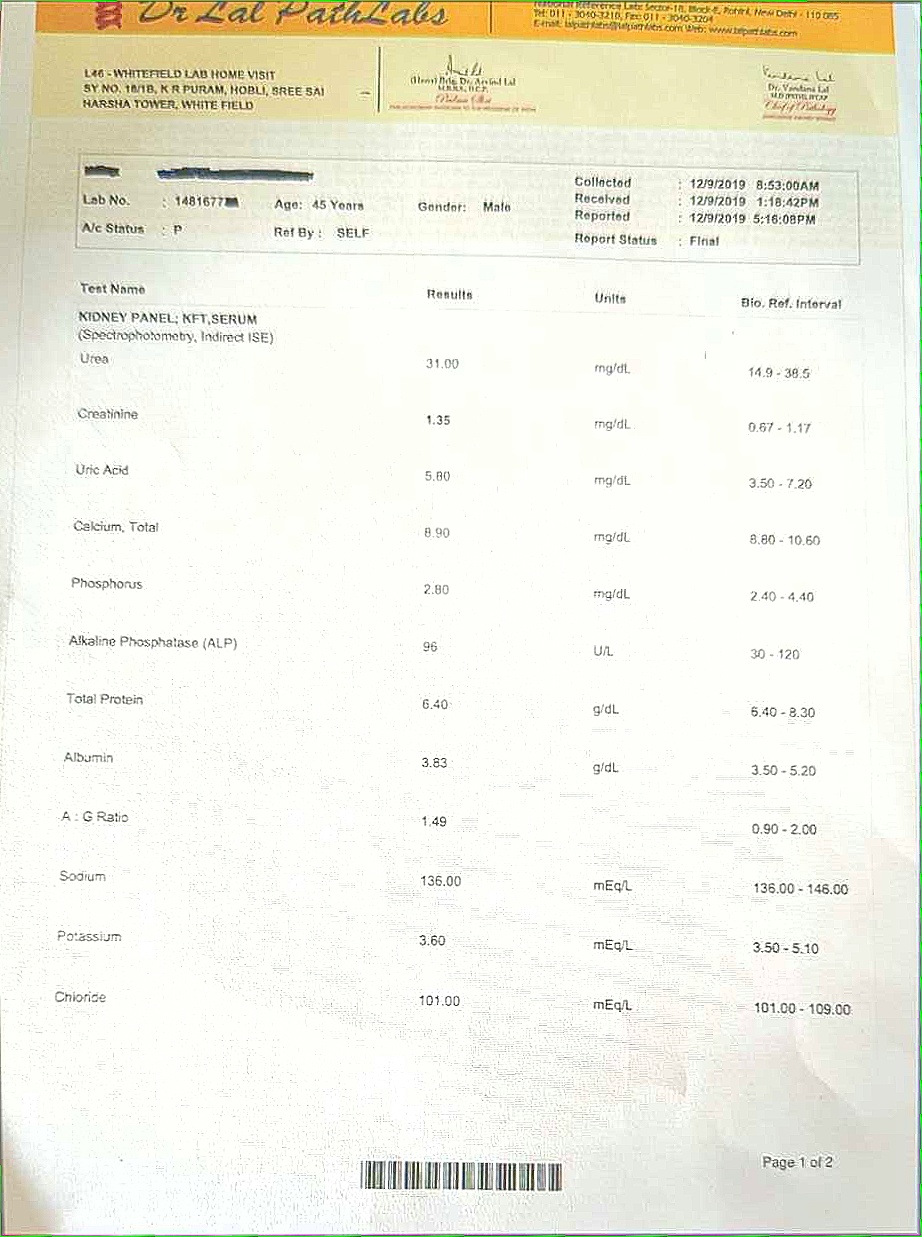 Dr Lal PathLabs
National Reference Lab: Sector-18, Block-E, Rohini, New Delhi - 110 085
Tel: 011 - 3040-3210, Fax: 011 - 3040-3204
E-mail: lalpathlabs@lalpathlabs.com Web: www.lalpathlabs.com
L46 - WHITEFIELD LAB HOME VISIT
SY NO. 16/1B, K R PURAM, HOBLI, SREE SAI
HARSHA TOWER, WHITE FIELD
(Hony) Brig. Dr. Arvind Lal
M.B.B.S., D.C.P.
Padma Shri
Dr. Vandana Lal
Chief of Pathology
Lab No. : 1481677
Age: 45 Years
Gender: Male
A/c Status : P
Ref By : SELF
Collected : 12/9/2019 8:53:00AM
Received : 12/9/2019 1:18:42PM
Reported : 12/9/2019 5:16:08PM
Report Status : Final
Test Name Results Units Bio. Ref. Interval
KIDNEY PANEL; KFT,SERUM
(Spectrophotometry, Indirect ISE)
Urea 31.00 mg/dL 14.9 - 38.5
Creatinine 1.35 mg/dL 0.67 - 1.17
Uric Acid 5.80 mg/dL 3.50 - 7.20
Calcium, Total 8.90 mg/dL 8.80 - 10.60
Phosphorus 2.80 mg/dL 2.40 - 4.40
Alkaline Phosphatase (ALP) 96 U/L 30 - 120
Total Protein 6.40 g/dL 6.40 - 8.30
Albumin 3.83 g/dL 3.50 - 5.20
A : G Ratio 1.49 0.90 - 2.00
Sodium 136.00 mEq/L 136.00 - 146.00
Potassium 3.60 mEq/L 3.50 - 5.10
Chloride 101.00 mEq/L 101.00 - 109.00
Page 1 of 2